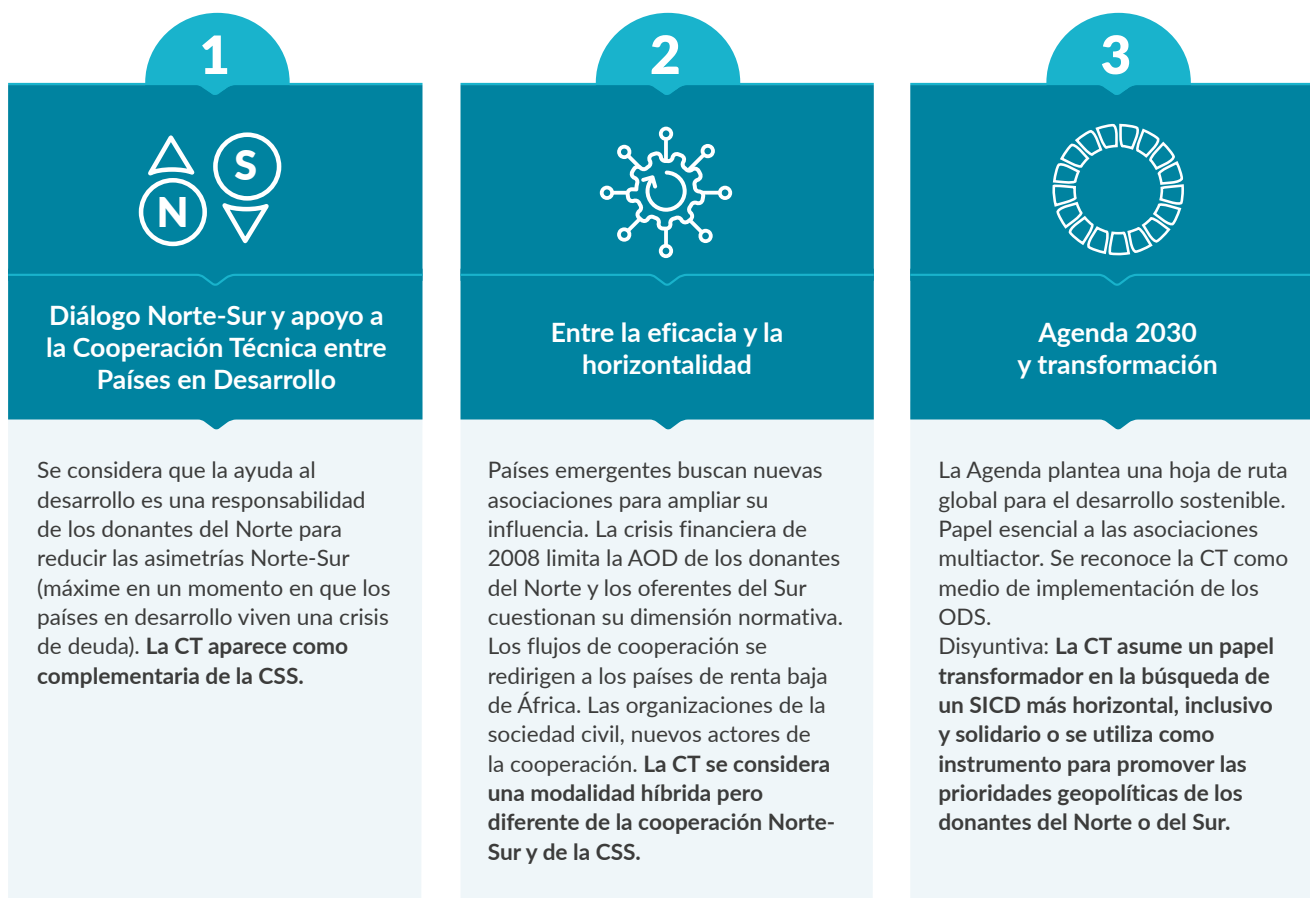 1
N
S
Diálogo Norte-Sur y apoyo a
la Cooperación Técnica entre
Países en Desarrollo
Se considera que la ayuda al
desarrollo es una responsabilidad
de los donantes del Norte para
reducir las asimetrías Norte-Sur
(máxime en un momento en que los
países en desarrollo viven una crisis
de deuda). La CT aparece como
complementaria de la CSS.
2
Entre la eficacia y la
horizontalidad
Países emergentes buscan nuevas
asociaciones para ampliar su
influencia. La crisis financiera de
2008 limita la AOD de los donantes
del Norte y los oferentes del Sur
cuestionan su dimensión normativa.
Los flujos de cooperación se
redirigen a los países de renta baja
de África. Las organizaciones de la
sociedad civil, nuevos actores de
la cooperación. La CT se considera
una modalidad híbrida pero
diferente de la cooperación Norte-
Sur y de la CSS.
3
Agenda 2030
y transformación
La Agenda plantea una hoja de ruta
global para el desarrollo sostenible.
Papel esencial a las asociaciones
multiactor. Se reconoce la CT como
medio de implementación de los
ODS.
Disyuntiva: La CT asume un papel
transformador en la búsqueda de
un SICD más horizontal, inclusivo
y solidario o se utiliza como
instrumento para promover las
prioridades geopolíticas de los
donantes del Norte o del Sur.